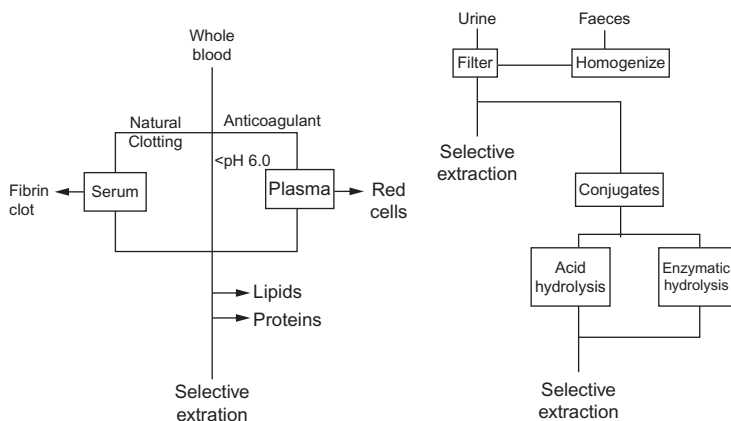 Whole
blood
Natural
Clotting
Anticoagulant
<pH 6.0
Fibrin
clot
Serum
Plasma
Red
cells
Lipids
Proteins
Selective
extration
Urine
Faeces
Filter
Homogenize
Selective
extraction
Conjugates
Acid
hydrolysis
Enzymatic
hydrolysis
Selective
extraction